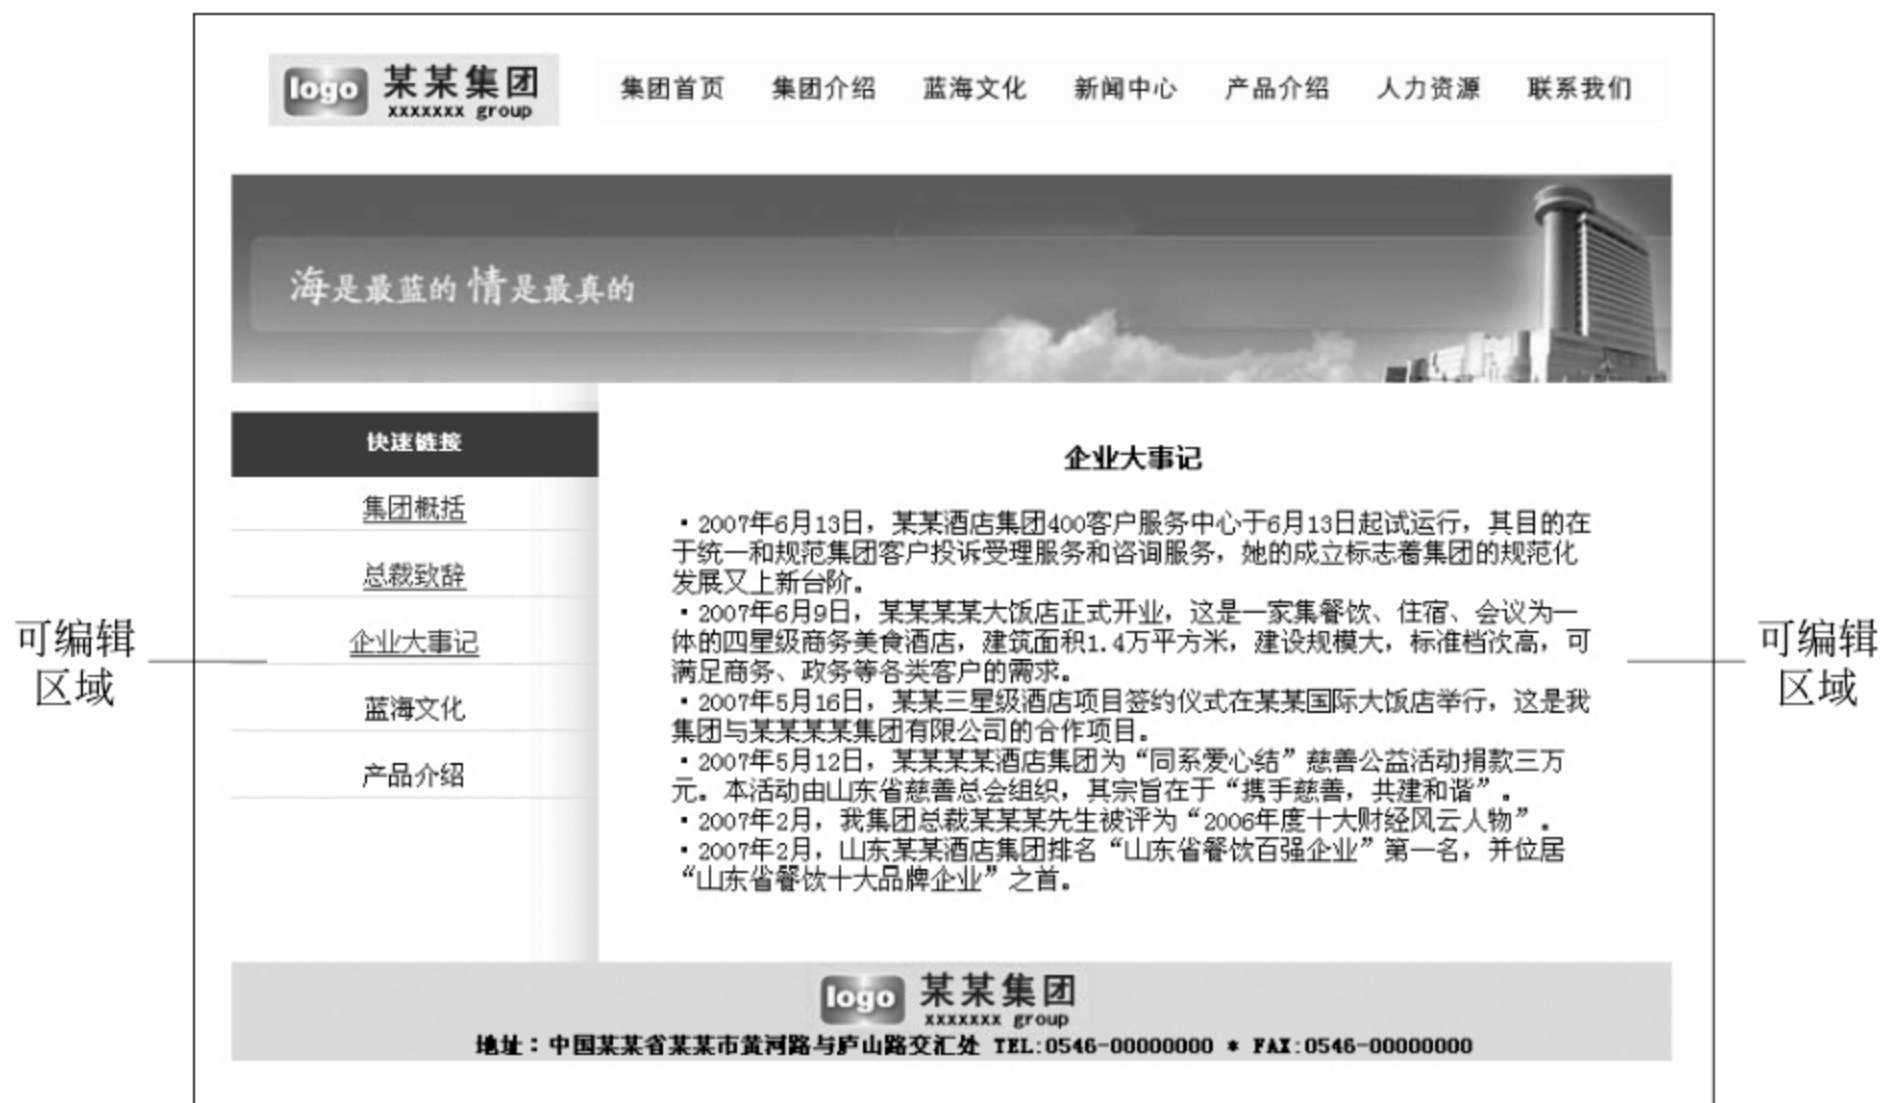 logo 某某集团
xxxxxxx group
集团首页 集团介绍 蓝海文化 新闻中心 产品介绍 人力资源 联系我们
海是最蓝的 情是最真的
快速链接
集团概括
总裁致辞
企业大事记
蓝海文化
产品介绍
可编辑
区域
企业大事记
▪2007年6月13日，某某酒店集团400客户服务中心于6月13日起试运行，其目的在
于统一和规范集团客户投诉受理服务和咨询服务，她的成立标志着集团的规范化
发展又上新台阶。
▪2007年6月9日，某某某某大饭店正式开业，这是一家集餐饮、住宿、会议为一
体的四星级商务美食酒店，建筑面积1.4万平方米，建设规模大，标准档次高，可
满足商务、政务等各类客户的需求。
▪2007年5月16日，某某三星级酒店项目签约仪式在某某国际大饭店举行，这是我
集团与某某某某集团有限公司的合作项目。
▪2007年5月12日，某某某某酒店集团为“同系爱心结”慈善公益活动捐款三万
元。本活动由山东省慈善总会组织，其宗旨在于“携手慈善，共建和谐”。
▪2007年2月，我集团总裁某某某先生被评为“2006年度十大财经风云人物”。
▪2007年2月，山东某某酒店集团排名“山东省餐饮百强企业”第一名，并位居
“山东省餐饮十大品牌企业”之首。
可编辑
区域
logo 某某集团
xxxxxxx group
地址：中国某某省某某市黄河路与庐山路交汇处 TEL:0546-00000000 * FAX:0546-00000000